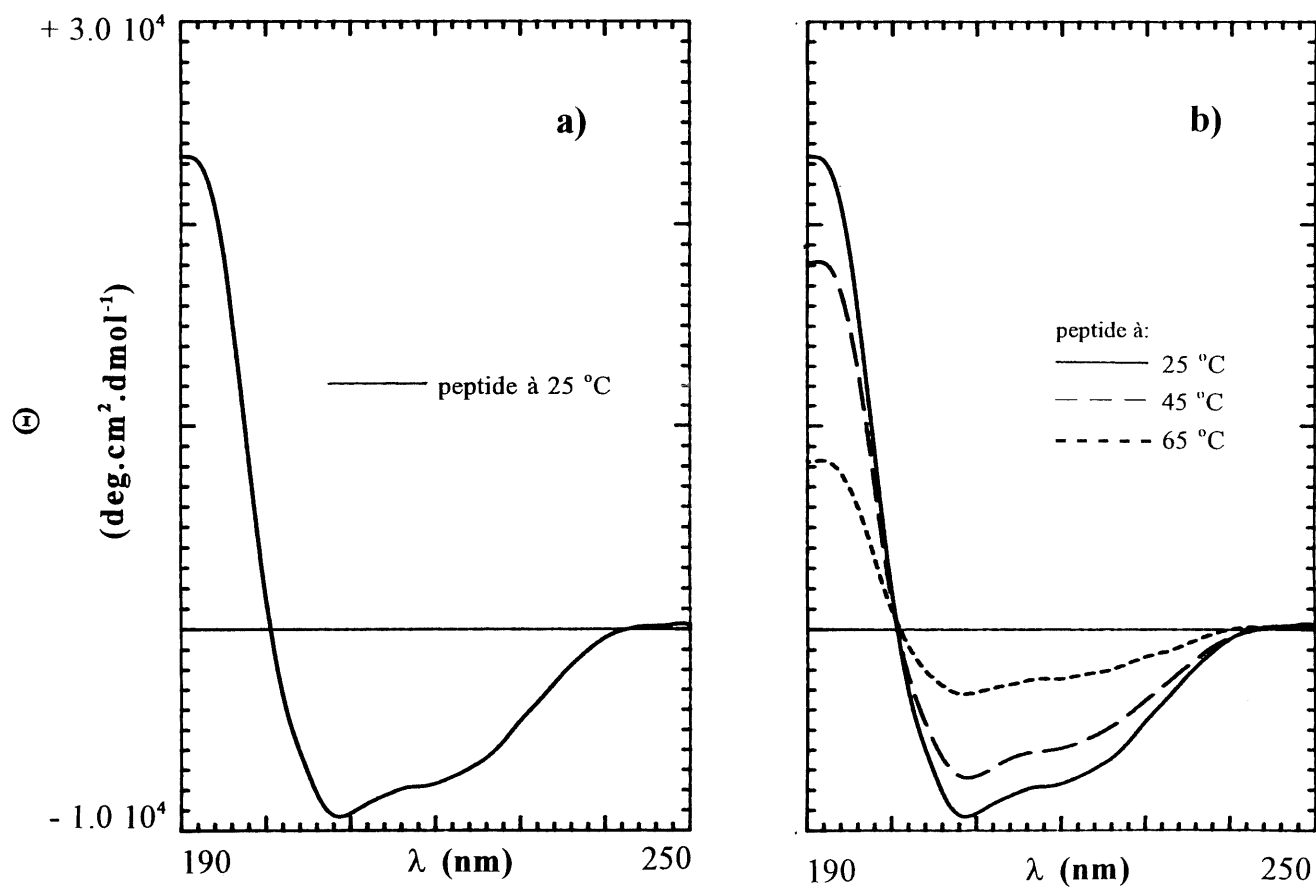 + 3.0 10⁴
a)
Θ
(deg.cm².dmol⁻¹)
peptide à 25 °C
- 1.0 10⁴
190
λ (nm)
250
b)
peptide à:
25 °C
45 °C
65 °C
190
λ (nm)
250